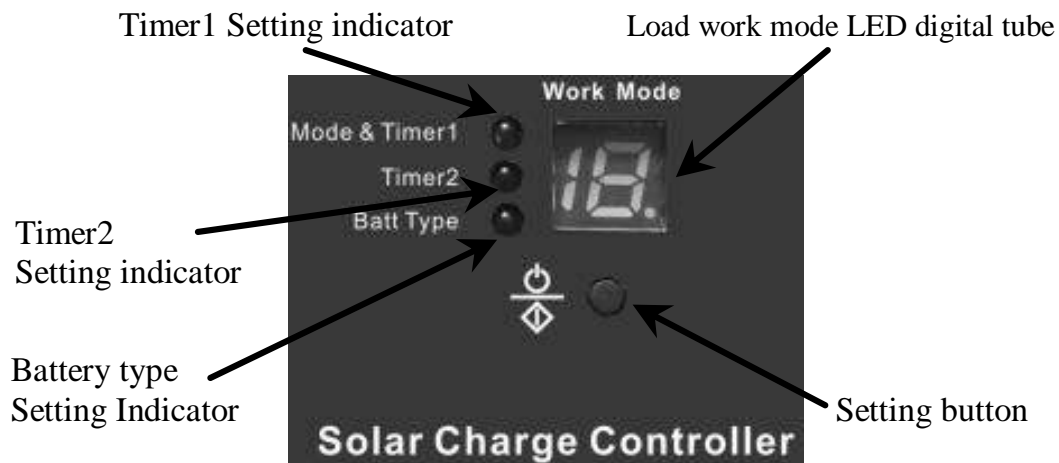 Timer1 Setting indicator
Load work mode LED digital tube
Work Mode
Mode & Timer1
Timer2
Batt Type
18.
Timer2
Setting indicator
Battery type
Setting Indicator
Setting button
Solar Charge Controller